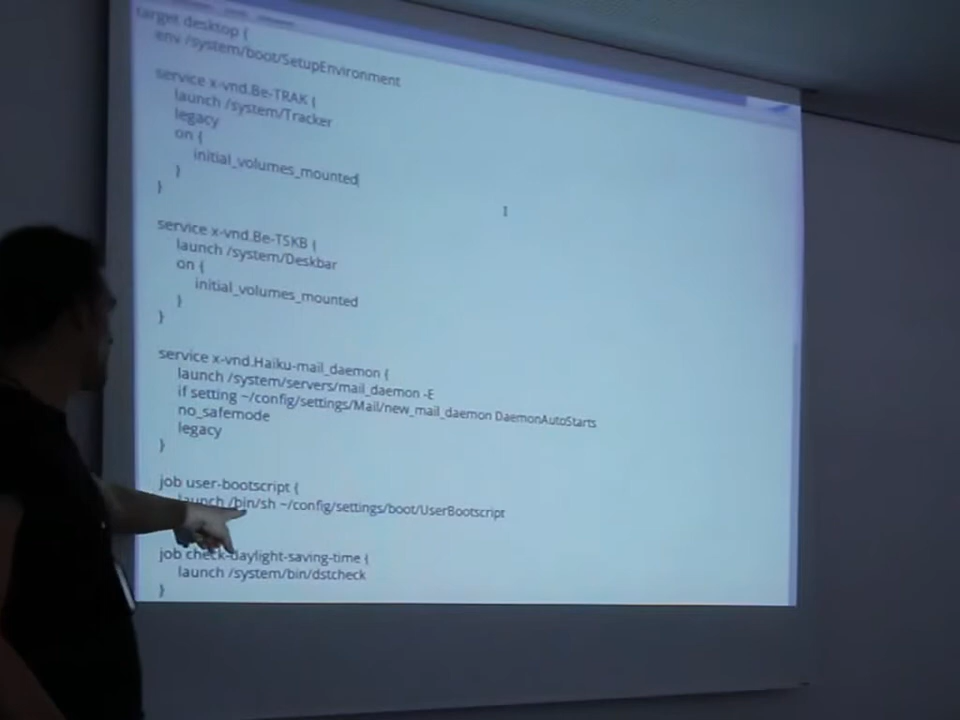 target desktop {
env /system/boot/SetupEnvironment
service x-vnd.Be-TRAK {
launch /system/Tracker
legacy
on {
initial_volumes_mounted
}
}
service x-vnd.Be-TSKB {
launch /system/Deskbar
on {
initial_volumes_mounted
}
}
service x-vnd.Haiku-mail_daemon {
launch /system/servers/mail_daemon -E
if setting ~/config/settings/Mail/new_mail_daemon DaemonAutoStarts
no_safemode
legacy
}
job user-bootscript {
launch /bin/sh ~/config/settings/boot/UserBootscript
job check-daylight-saving-time {
launch /system/bin/dstcheck
}